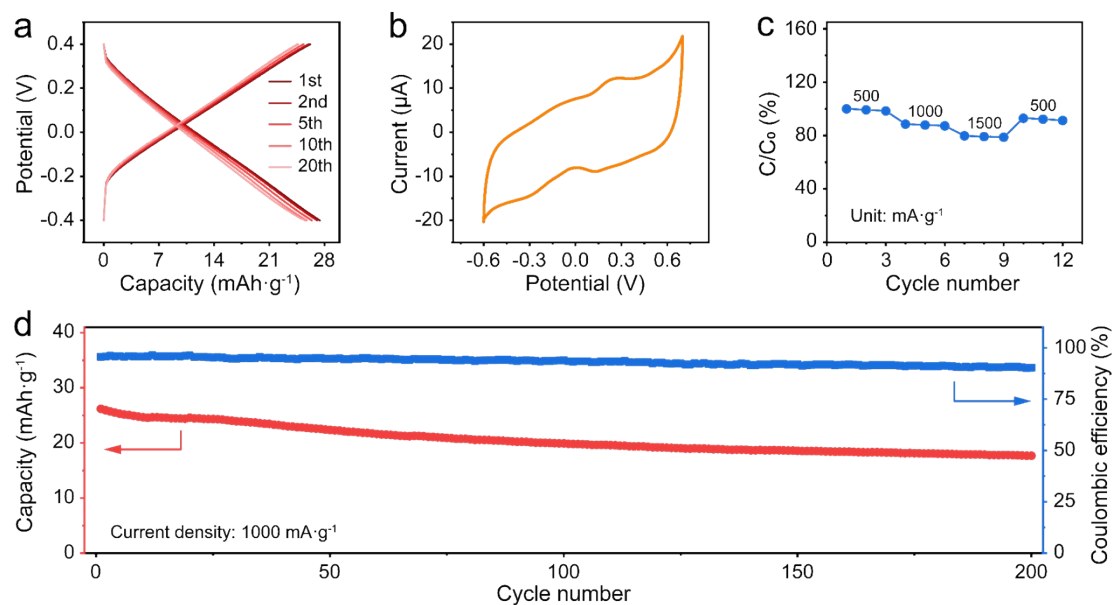 a
Potential (V)
0.4
0.2
0.0
-0.2
-0.4
1st
2nd
5th
10th
20th
0 7 14 21 28
Capacity (mAh·g⁻¹)
b
Current (μA)
20
10
0
-10
-20
-0.6 -0.3 0.0 0.3 0.6
Potential (V)
c
C/C₀ (%)
160
120
80
40
0
500
1000
1500
500
Unit: mA·g⁻¹
0 3 6 9 12
Cycle number
d
Capacity (mAh·g⁻¹)
40
30
20
10
0
Current density: 1000 mA·g⁻¹
0 50 100 150 200
Cycle number
100
75
50
25
0
Coulombic efficiency (%)